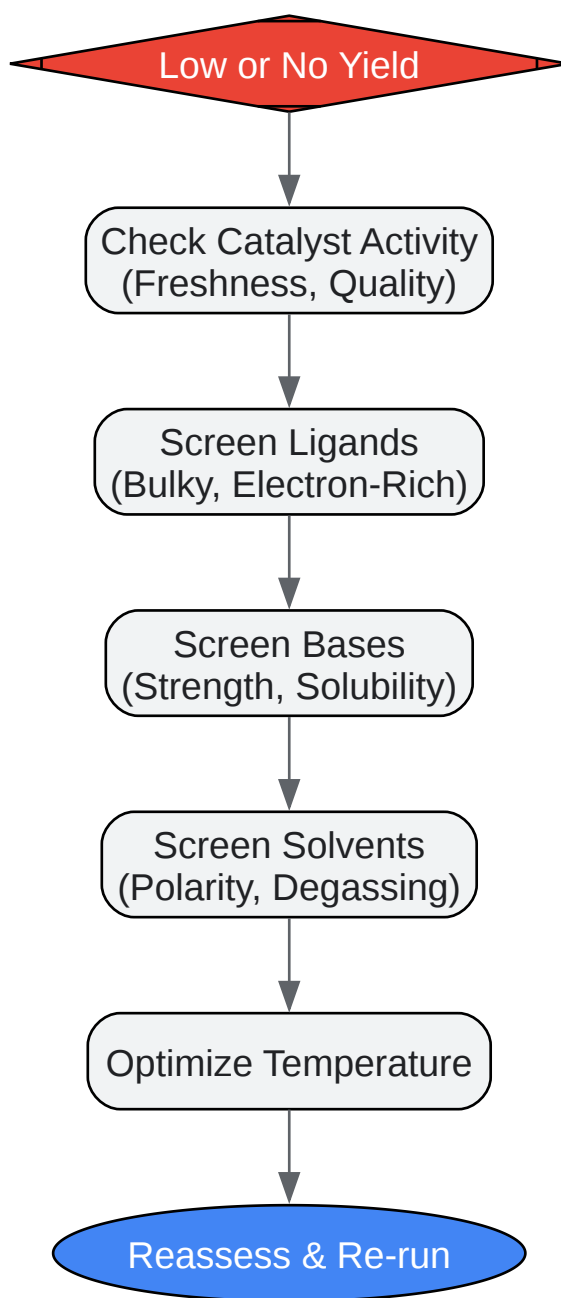 Low or No Yield
Check Catalyst Activity
(Freshness, Quality)
Screen Ligands
(Bulky, Electron-Rich)
Screen Bases
(Strength, Solubility)
Screen Solvents
(Polarity, Degassing)
Optimize Temperature
Reassess & Re-run